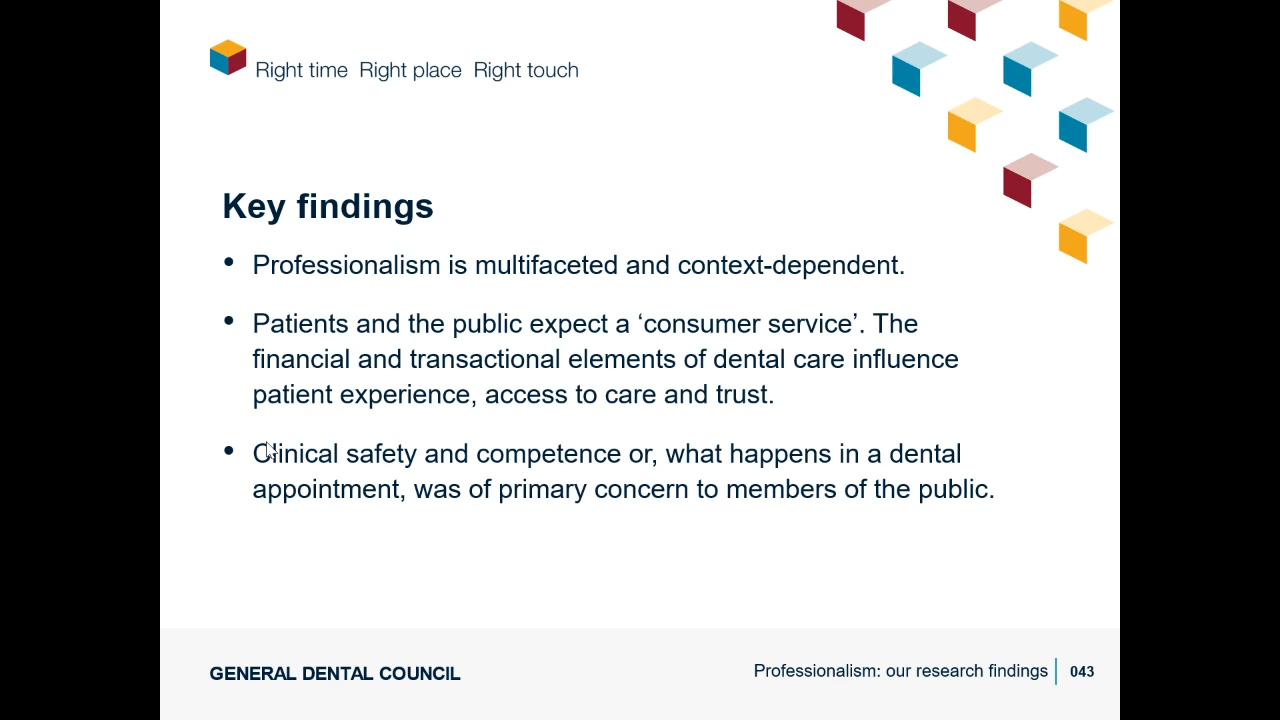 Right time Right place Right touch
Key findings
• Professionalism is multifaceted and context-dependent.
• Patients and the public expect a ‘consumer service’. The
financial and transactional elements of dental care influence
patient experience, access to care and trust.
• Clinical safety and competence or, what happens in a dental
appointment, was of primary concern to members of the public.
GENERAL DENTAL COUNCIL
Professionalism: our research findings 043